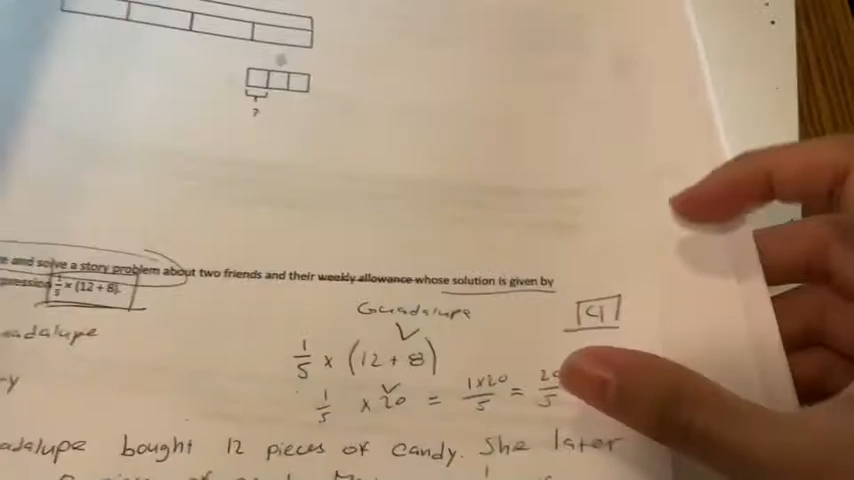 ?
e and solve a story problem about two friends and their weekly allowance whose solution is given by
pression 1/5 × (12 + 8).
Guadalupe
adalupe
4
1/5 × (12 + 8)
y
1/5 × 20 = 1×20/5 = 20/5
adalupe bought 12 pieces of candy. She later